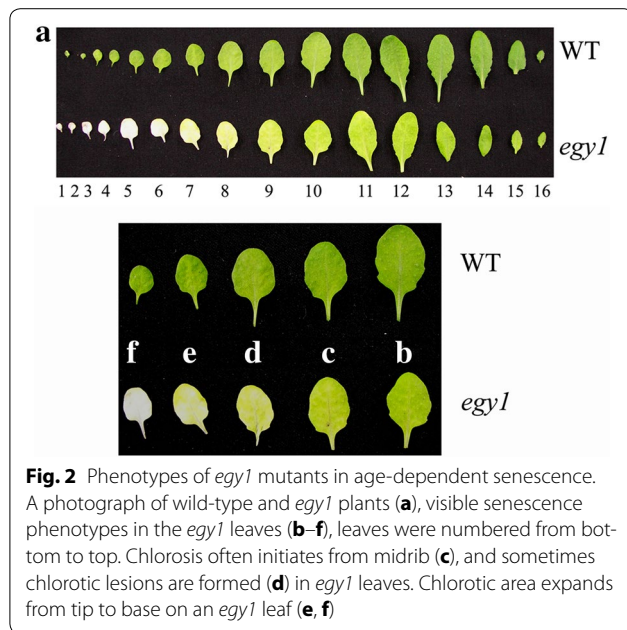 a
WT
egy1
1 2 3 4 5 6 7 8 9 10 11 12 13 14 15 16
WT
f e d c b
egy1
Fig. 2 Phenotypes of egy1 mutants in age-dependent senescence.
A photograph of wild-type and egy1 plants (a), visible senescence
phenotypes in the egy1 leaves (b–f), leaves were numbered from bot-
tom to top. Chlorosis often initiates from midrib (c), and sometimes
chlorotic lesions are formed (d) in egy1 leaves. Chlorotic area expands
from tip to base on an egy1 leaf (e, f)